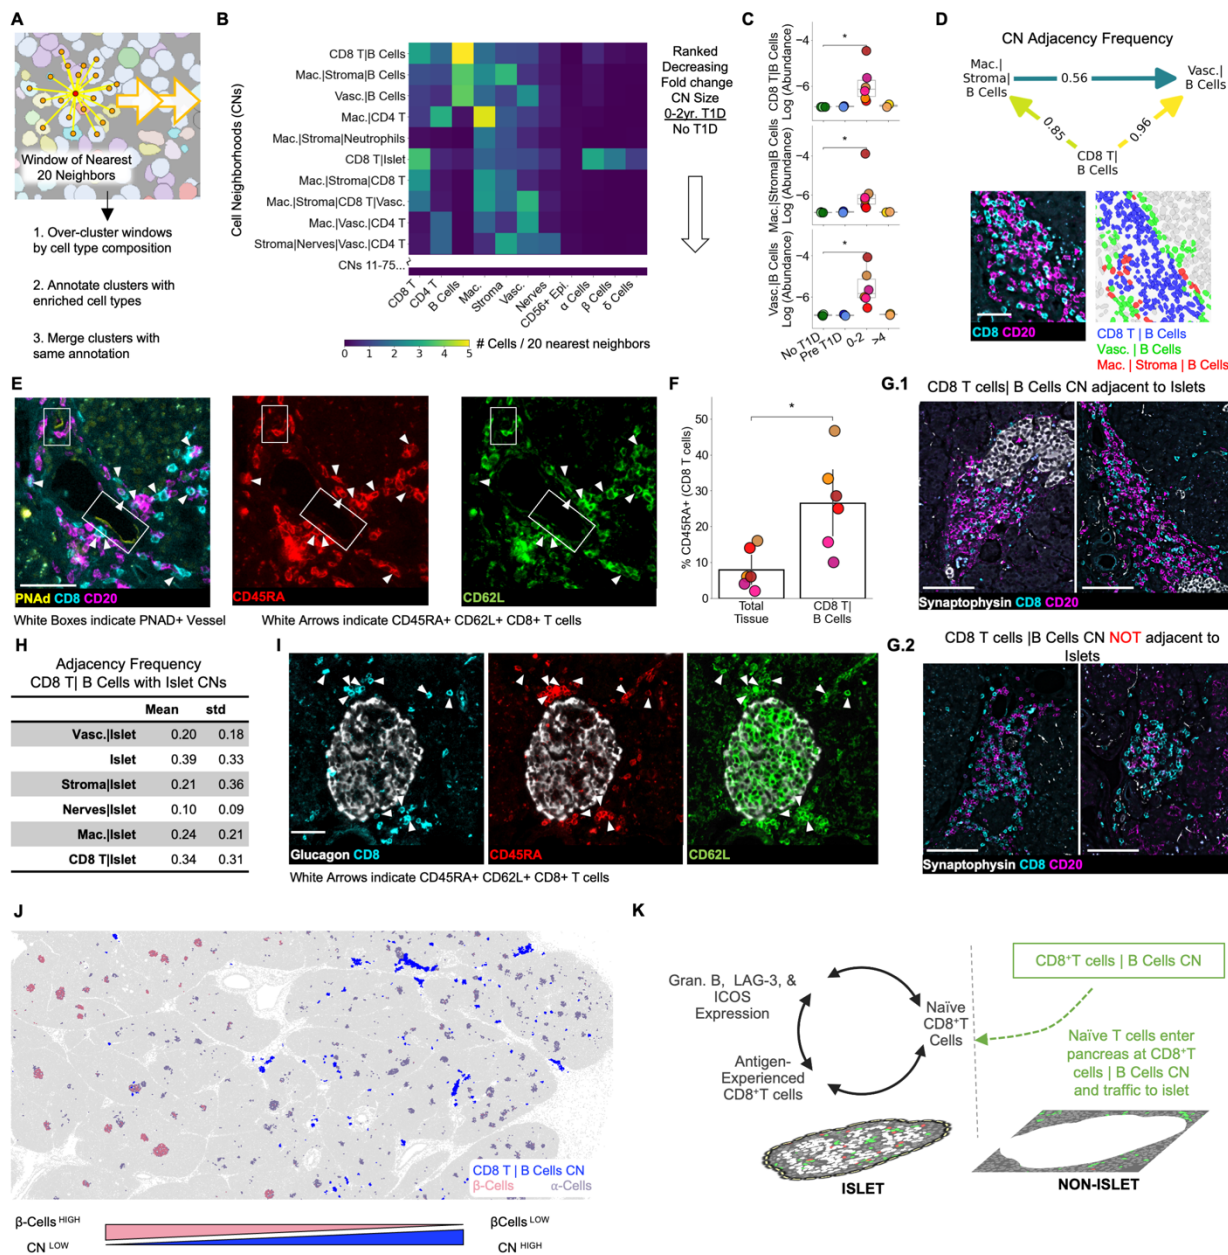 A
Window of Nearest
20 Neighbors
1. Over-cluster windows
by cell type composition
2. Annotate clusters with
enriched cell types
3. Merge clusters with
same annotation
B
Cell Neighborhoods (CNs)
CD8 T|B Cells
Mac.|Stroma|B Cells
Vasc.|B Cells
Mac.|CD4 T
Mac.|Stroma|Neutrophils
CD8 T|Islet
Mac.|Stroma|CD8 T
Mac.|Stroma|CD8 T|Vasc.
Mac.|Vasc.|CD4 T
Stroma|Nerves|Vasc.|CD4 T
CNs 11-75...
CD8 T
CD4 T
B Cells
Mac.
Stroma
Vasc.
Nerves
CD56+ Epi.
α Cells
β Cells
δ Cells
0 1 2 3 4 5
# Cells / 20 nearest neighbors
Ranked
Decreasing
Fold change
CN Size
0-2yr. T1D
No T1D
C
CD8 T|B Cells
Log (Abundance)
−4
−6
*
Mac.|Stroma|B Cells
Log (Abundance)
−4
−6
*
Vasc.|B Cells
Log (Abundance)
−4
−6
*
No T1D
Pre T1D
0-2
>4
D
CN Adjacency Frequency
Mac.|
Stroma|
B Cells
0.56
Vasc.|
B Cells
0.85
0.96
CD8 T|
B Cells
CD8 CD20
CD8 T | B Cells
Vasc. | B Cells
Mac. | Stroma | B Cells
E
PNAd CD8 CD20
CD45RA
CD62L
White Boxes indicate PNAD+ Vessel
White Arrows indicate CD45RA+ CD62L+ CD8+ T cells
F
% CD45RA+ (CD8 T cells)
50
40
30
20
10
0
*
Total
Tissue
CD8 T|
B Cells
G.1
CD8 T cells| B Cells CN adjacent to Islets
Synaptophysin CD8 CD20
G.2
CD8 T cells |B Cells CN NOT adjacent to
Islets
Synaptophysin CD8 CD20
H
Adjacency Frequency
CD8 T| B Cells with Islet CNs
Mean std
Vasc.|Islet 0.20 0.18
Islet 0.39 0.33
Stroma|Islet 0.21 0.36
Nerves|Islet 0.10 0.09
Mac.|Islet 0.24 0.21
CD8 T|Islet 0.34 0.31
I
Glucagon CD8
CD45RA
CD62L
White Arrows indicate CD45RA+ CD62L+ CD8+ T cells
J
CD8 T | B Cells CN
β-Cells α-Cells
β-Cells HIGH
CN LOW
βCells LOW
CN HIGH
K
Gran. B, LAG-3, &
ICOS
Expression
Naïve
CD8+T
Cells
Antigen-
Experienced
CD8+T cells
CD8+T cells | B Cells CN
Naïve T cells enter
pancreas at CD8+T
cells | B Cells CN
and traffic to islet
ISLET
NON-ISLET